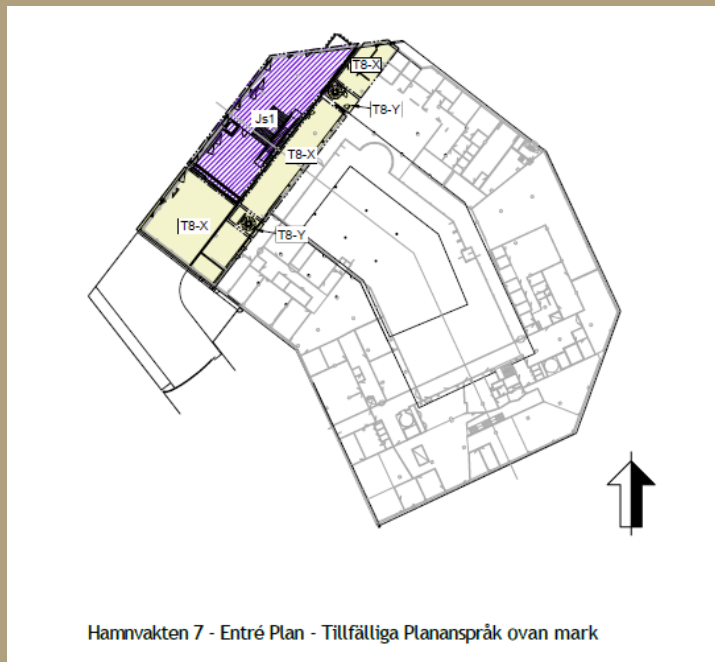 T8-X
T8-Y
Js1
T8-X
T8-X
T8-Y
Hamnvakten 7 - Entré Plan - Tillfälliga Plananspråk ovan mark